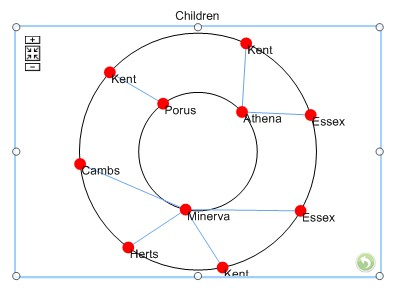 Children
Kent
Kent
Porus
Athena
Essex
Cambs
Minerva
Essex
Herts
Kent